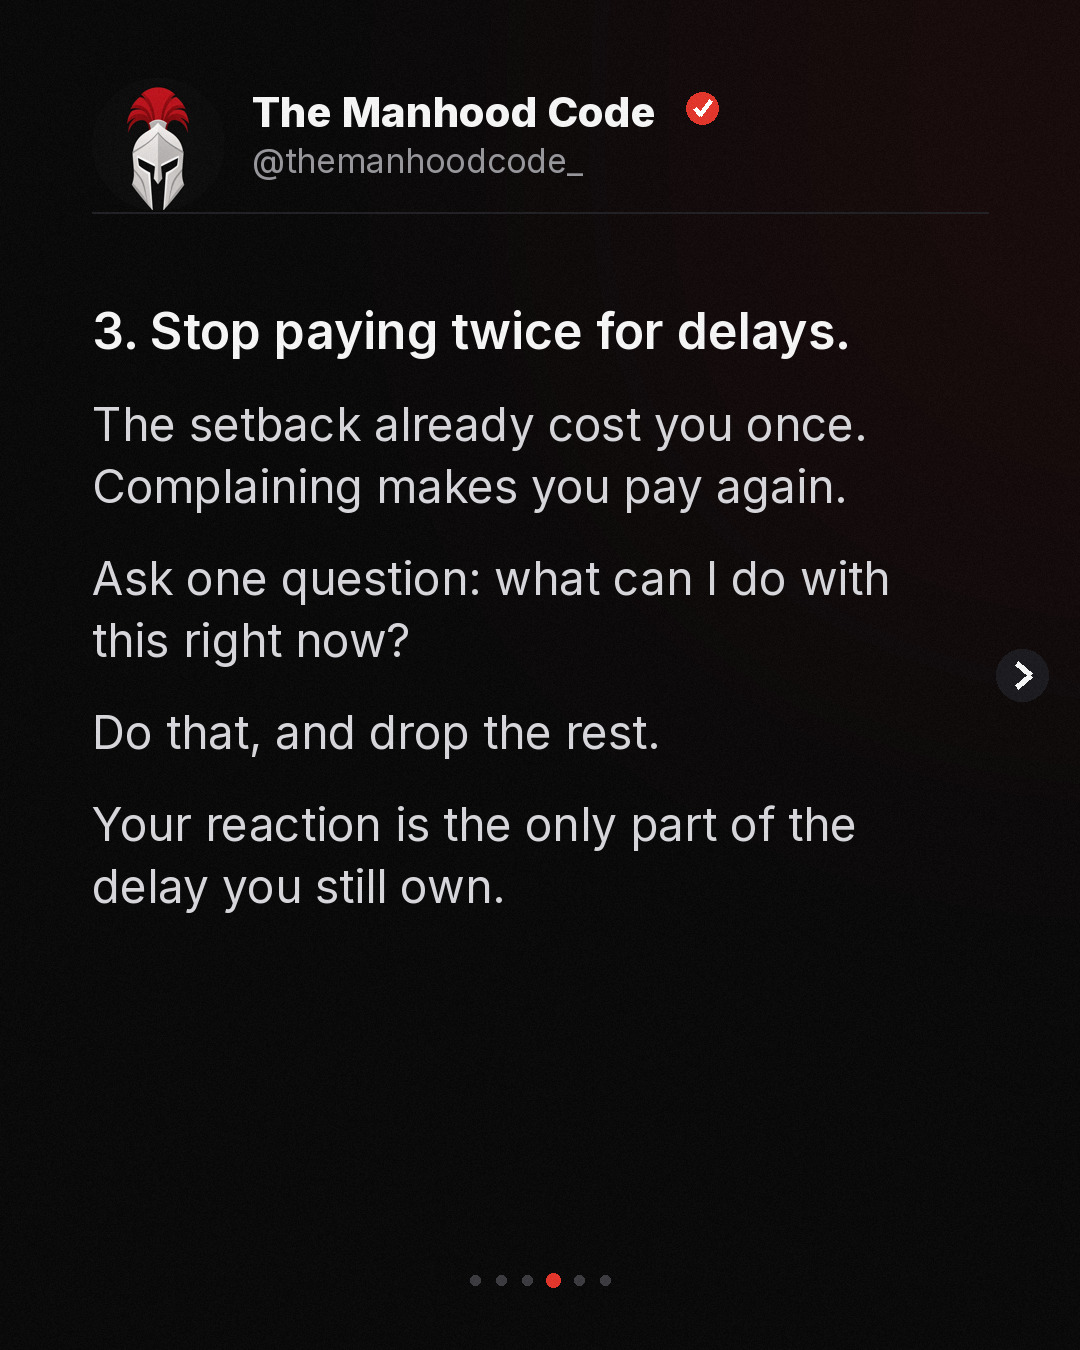 The Manhood Code
@themanhoodcode_
3. Stop paying twice for delays.
The setback already cost you once.
Complaining makes you pay again.
Ask one question: what can I do with
this right now?
Do that, and drop the rest.
Your reaction is the only part of the
delay you still own.